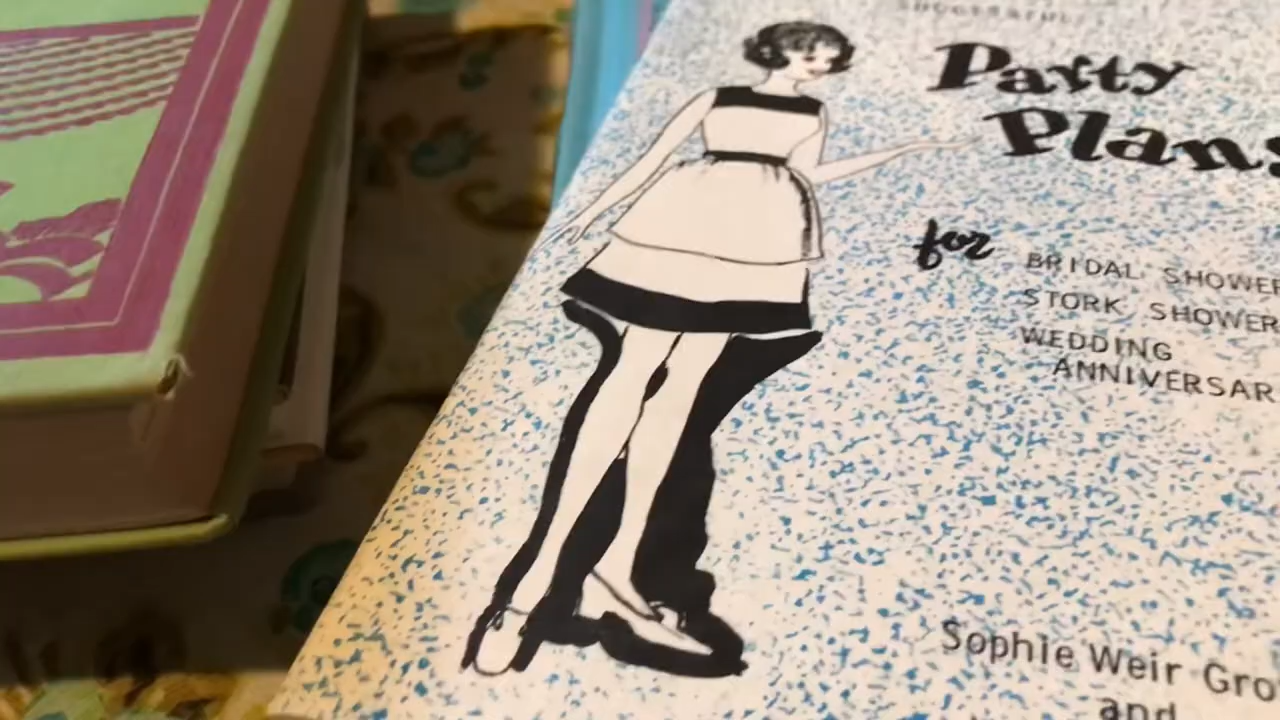 Party
Plans
for
BRIDAL SHOWER
STORK SHOWER
WEDDING
ANNIVERSAR
Sophie Weir Gro
and